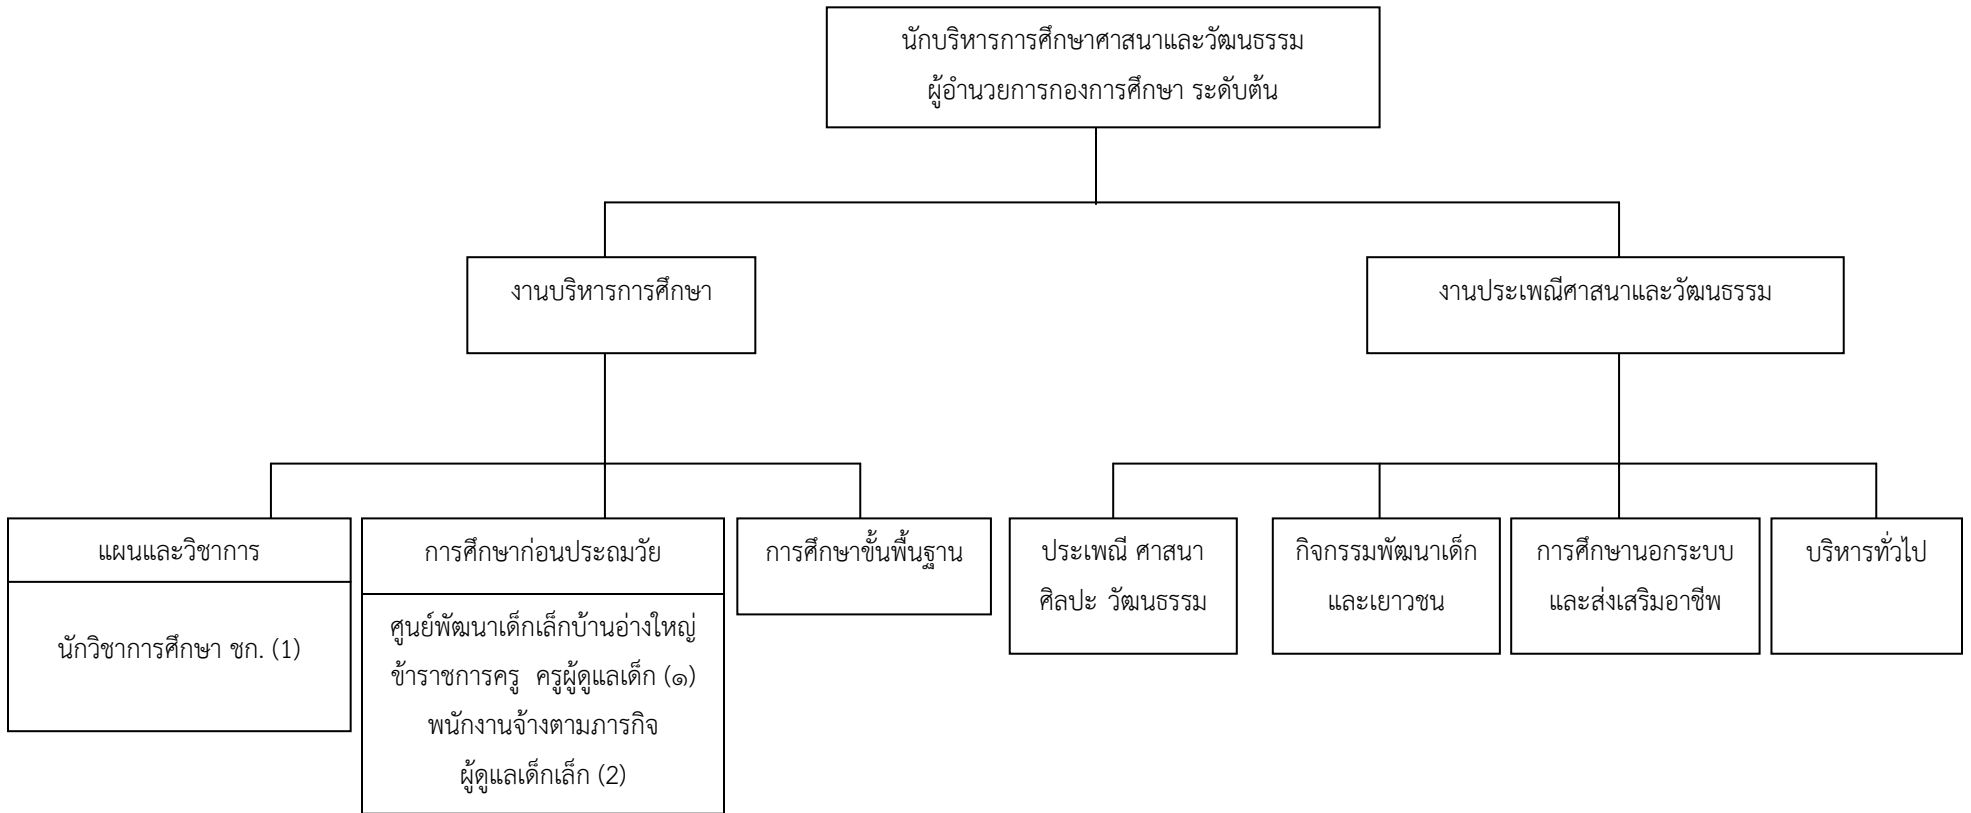 นักบริหารการศึกษาศาสนาและวัฒนธรรม
ผู้อำนวยการกองการศึกษา ระดับต้น
งานบริหารการศึกษา
งานประเพณีศาสนาและวัฒนธรรม
แผนและวิชาการ
นักวิชาการศึกษา ชก. (1)
การศึกษาก่อนประถมวัย
ศูนย์พัฒนาเด็กเล็กบ้านอ่างใหญ่
ข้าราชการครู ครูผู้ดูแลเด็ก (๑)
พนักงานจ้างตามภารกิจ
ผู้ดูแลเด็กเล็ก (2)
การศึกษาขั้นพื้นฐาน
ประเพณี ศาสนา
ศิลปะ วัฒนธรรม
กิจกรรมพัฒนาเด็ก
และเยาวชน
การศึกษานอกระบบ
และส่งเสริมอาชีพ
บริหารทั่วไป